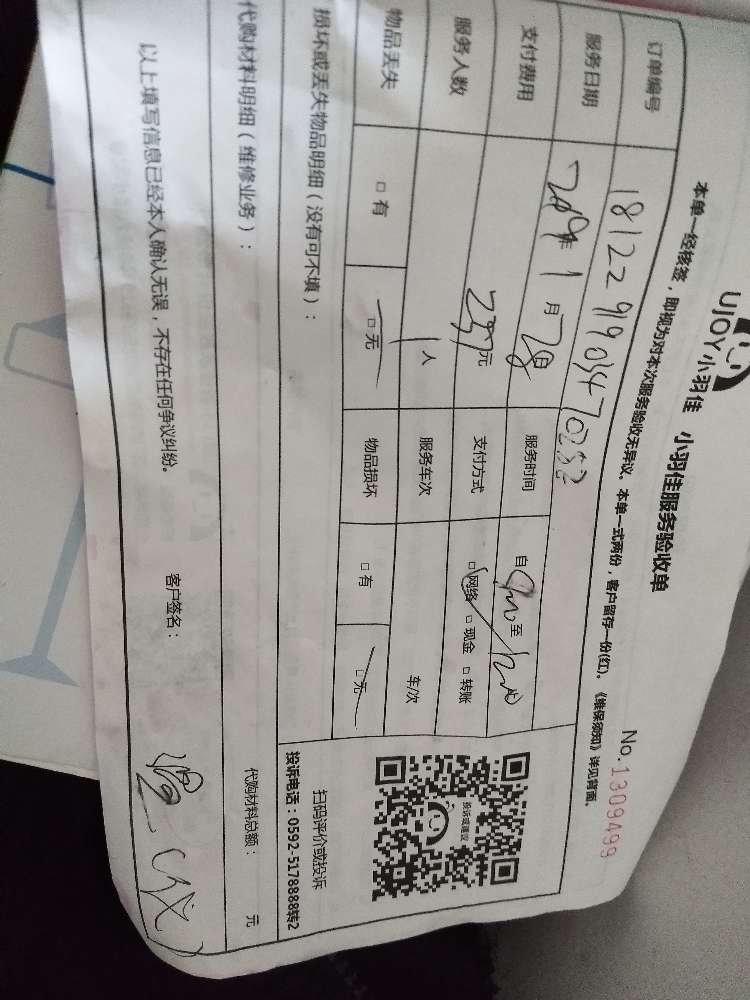 UJOY小羽佳 小羽佳服务验收单
No.1309499
本单一经核签，即视为对本次服务验收无异议。本单一式两份，客户留存一份(红)。《维保须知》详见背面。
订单编号
服务日期 2019年1月28日 服务时间 自 至
支付费用 元 支付方式 □网络 □现金 □转账
服务人数 1人 服务车次 车/次
物品丢失 □有 □无 物品损坏 □有 □无
损坏或丢失物品明细（没有可不填）：
投诉或建议
扫码评价或投诉
投诉电话：0592-5178888转2
代购材料明细（维修业务）： 代购材料总额： 元
以上填写信息已经本人确认无误，不存在任何争议纠纷。 客户签名：